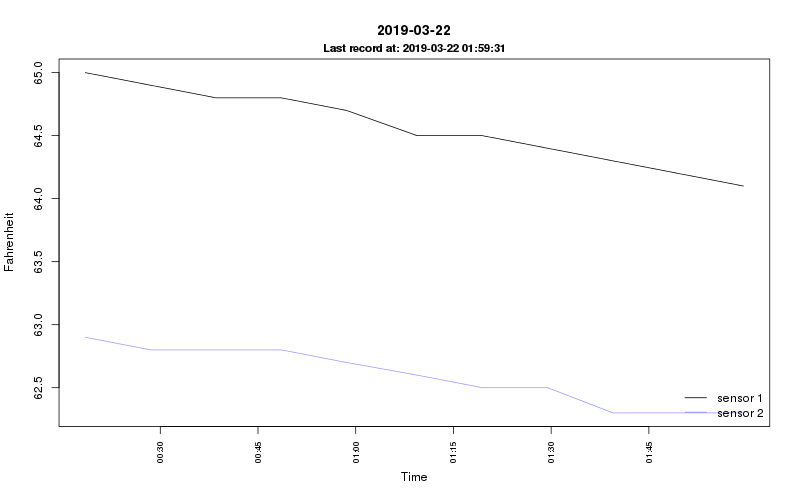 2019-03-22
Last record at: 2019-03-22 01:59:31
65.0
64.5
64.0
63.5
63.0
62.5
Fahrenheit
sensor 1
sensor 2
00:30 00:45 01:00 01:15 01:30 01:45
Time